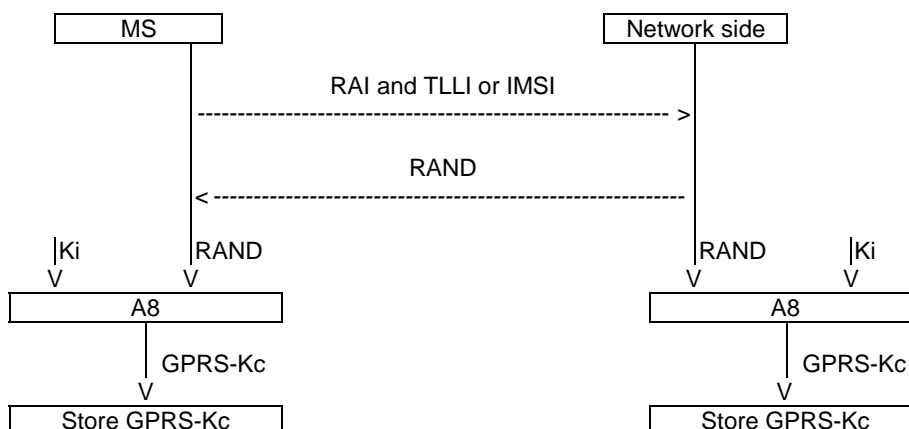 MS Network side
RAI and TLLI or IMSI
------------------------------------------------------- >
RAND
< -------------------------------------------------------
Ki RAND RAND Ki
V V V V
A8 A8
GPRS-Kc GPRS-Kc
V V
Store GPRS-Kc Store GPRS-Kc